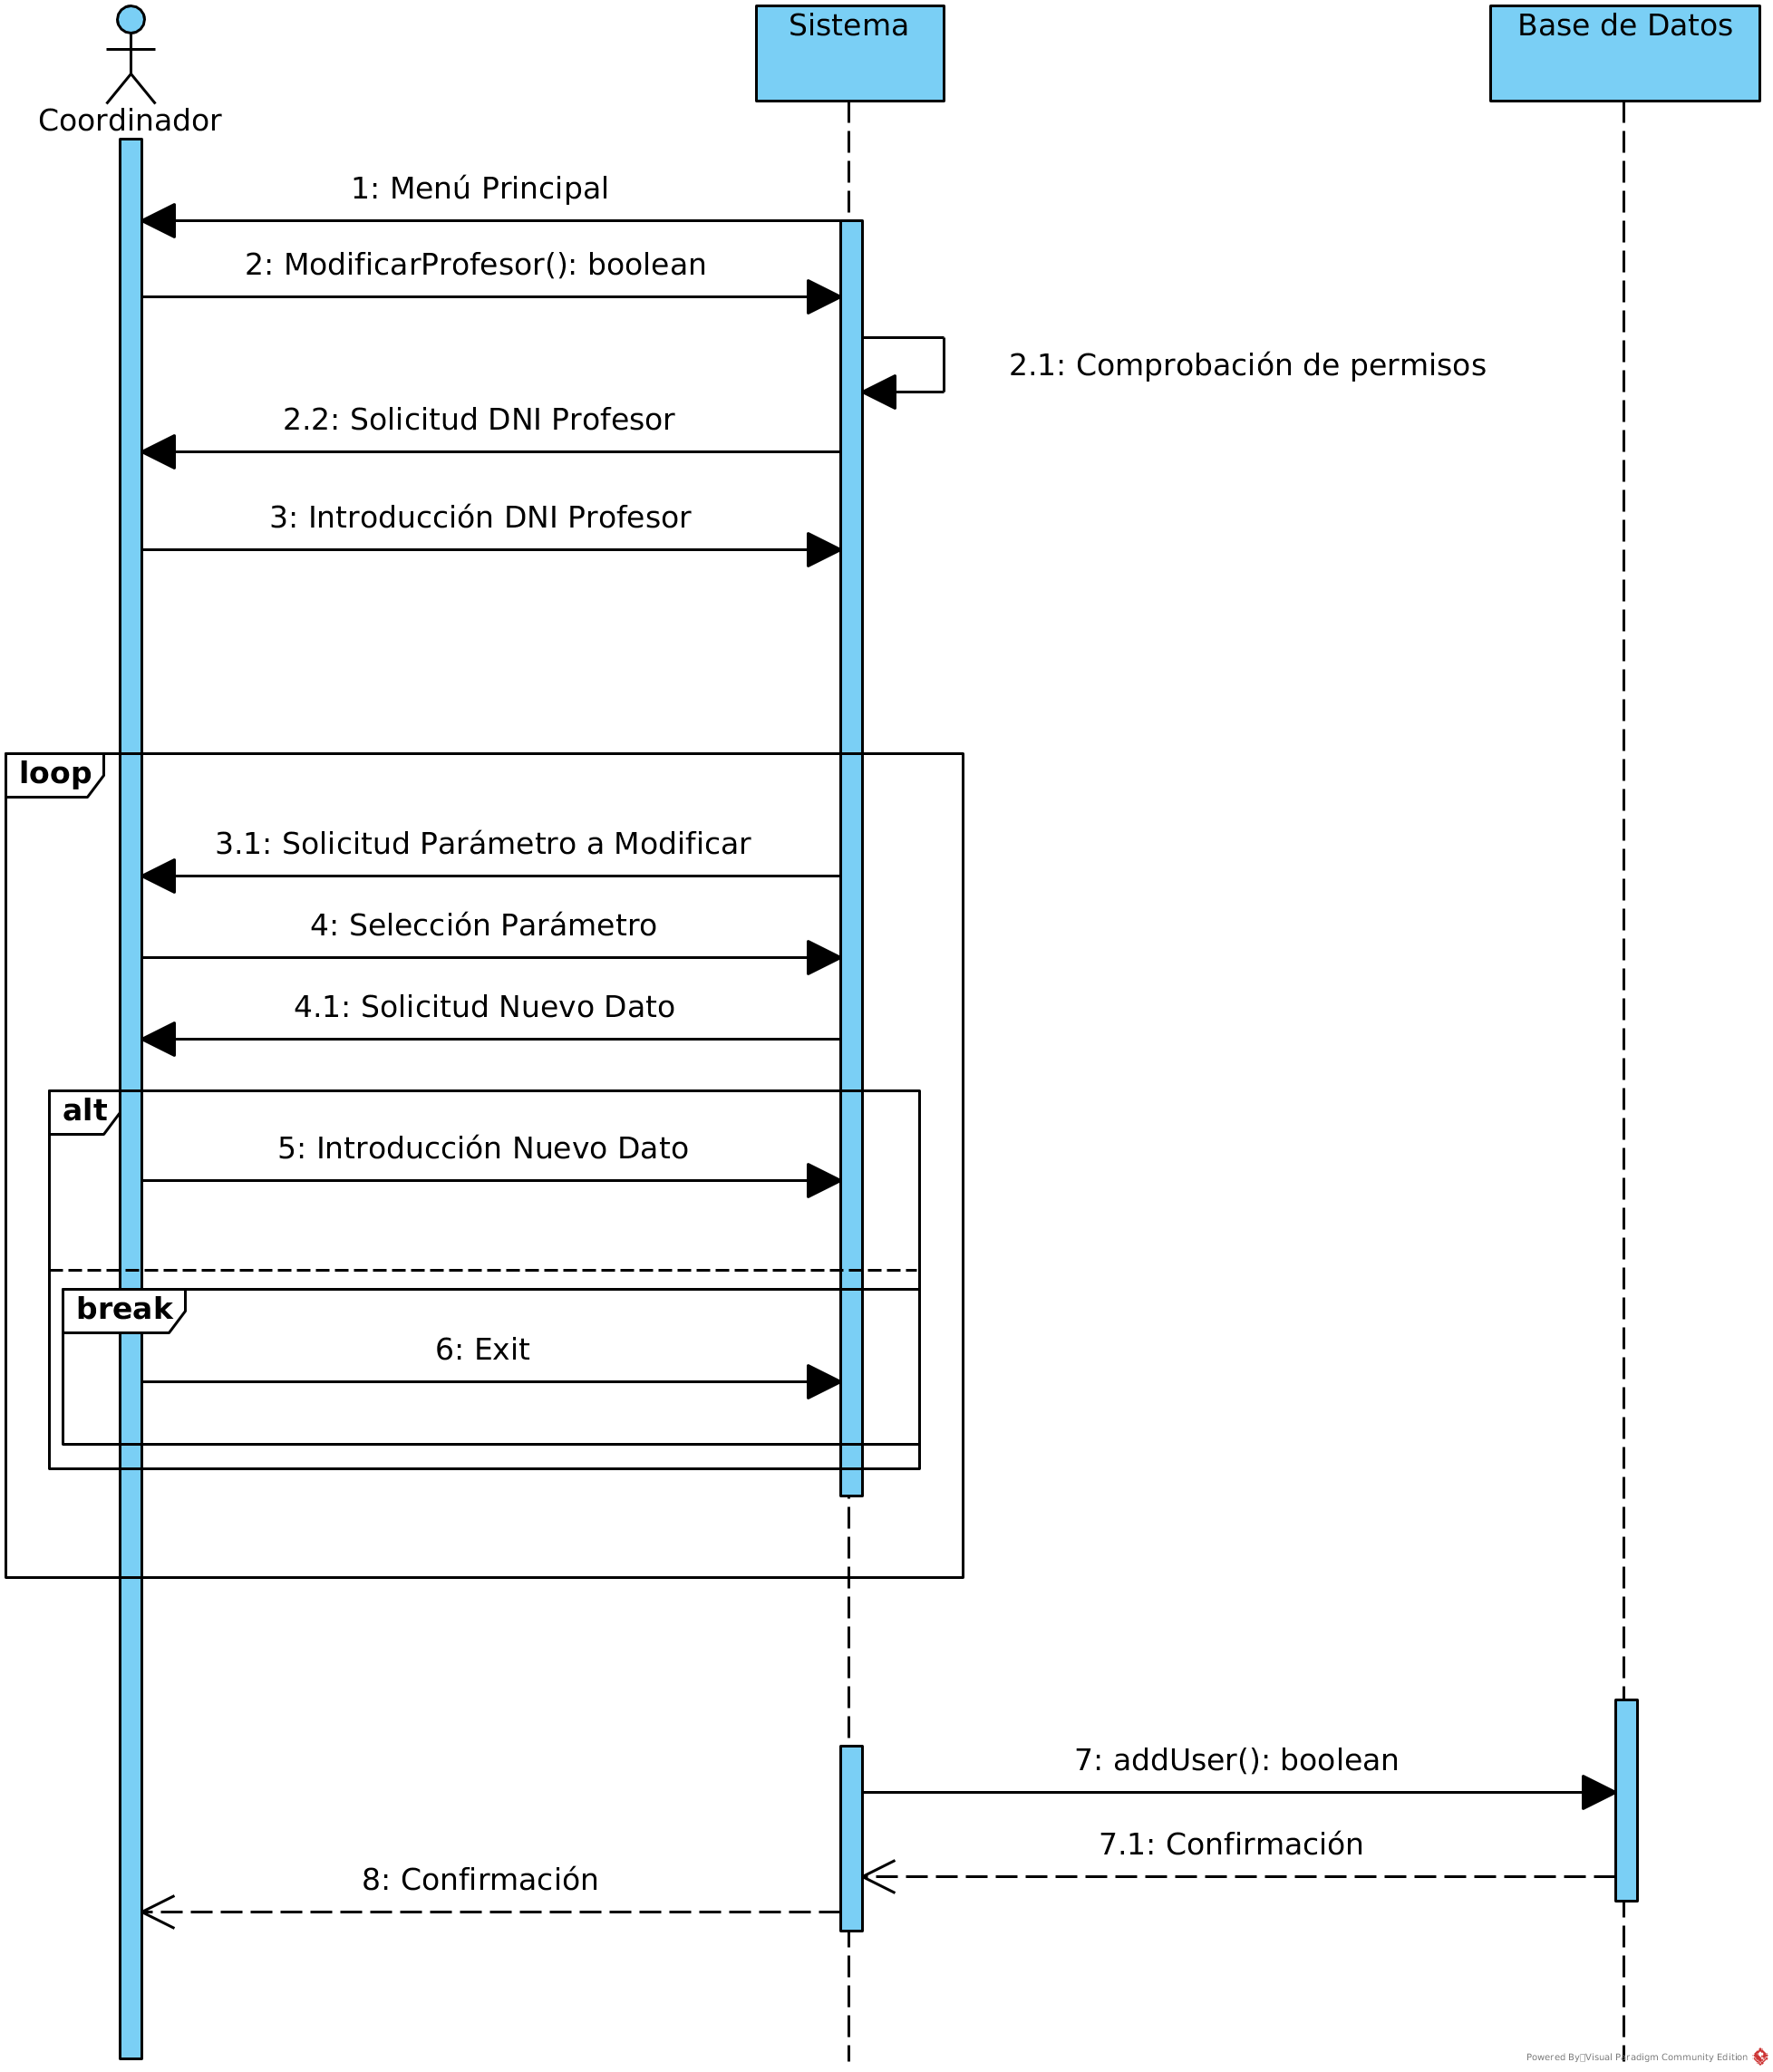 Coordinador
Sistema
Base de Datos
1: Menú Principal
2: ModificarProfesor(): boolean
2.1: Comprobación de permisos
2.2: Solicitud DNI Profesor
3: Introducción DNI Profesor
loop
3.1: Solicitud Parámetro a Modificar
4: Selección Parámetro
4.1: Solicitud Nuevo Dato
alt
5: Introducción Nuevo Dato
break
6: Exit
7: addUser(): boolean
7.1: Confirmación
8: Confirmación
Powered By Visual Paradigm Community Edition